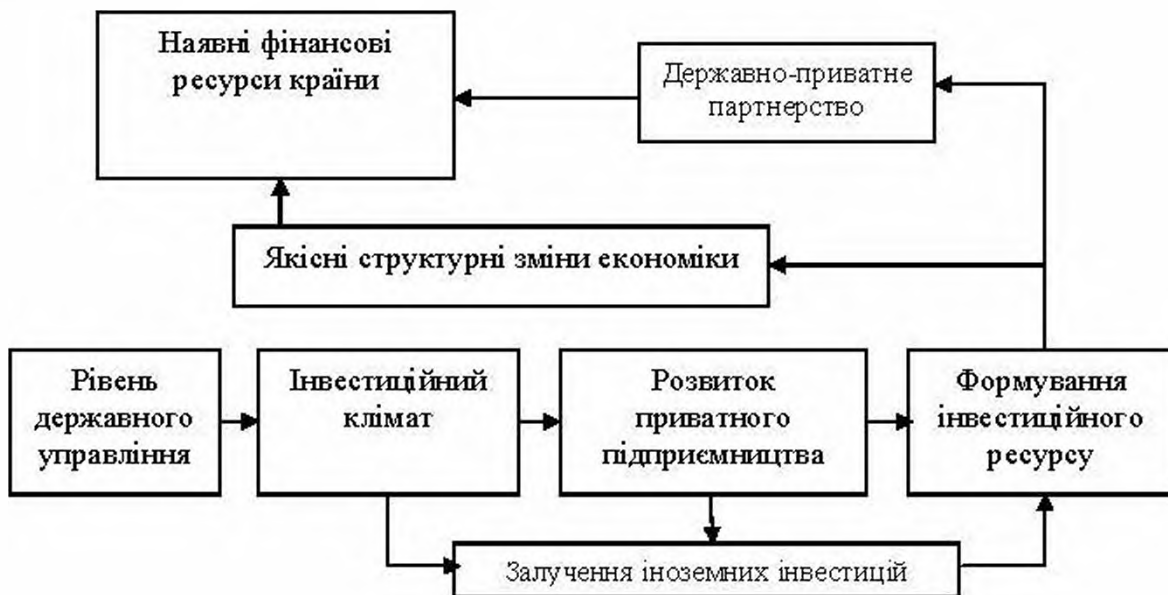 Наявні фінансові
ресурси країни
Державно-приватне
партнерство
Якісні структурні зміни економіки
Рівень
державного
управління
Інвестиційний
клімат
Розвиток
приватного
підприємництва
Формування
інвестиційного
ресурсу
Залучення іноземних інвестицій